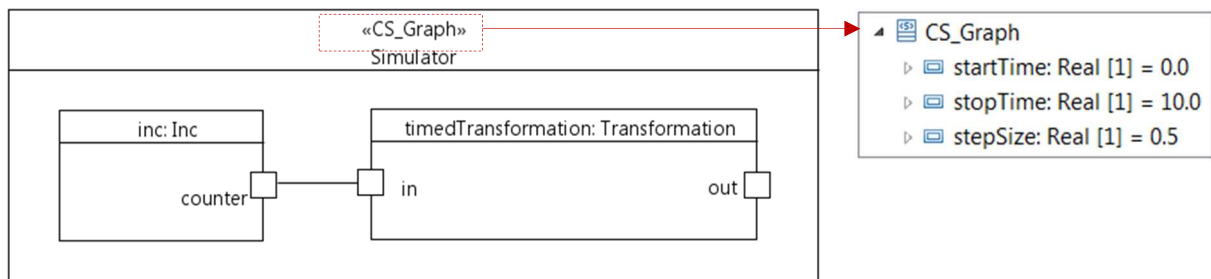 «CS_Graph»
Simulator
inc: Inc
counter
timedTransformation: Transformation
in
out
CS_Graph
startTime: Real [1] = 0.0
stopTime: Real [1] = 10.0
stepSize: Real [1] = 0.5